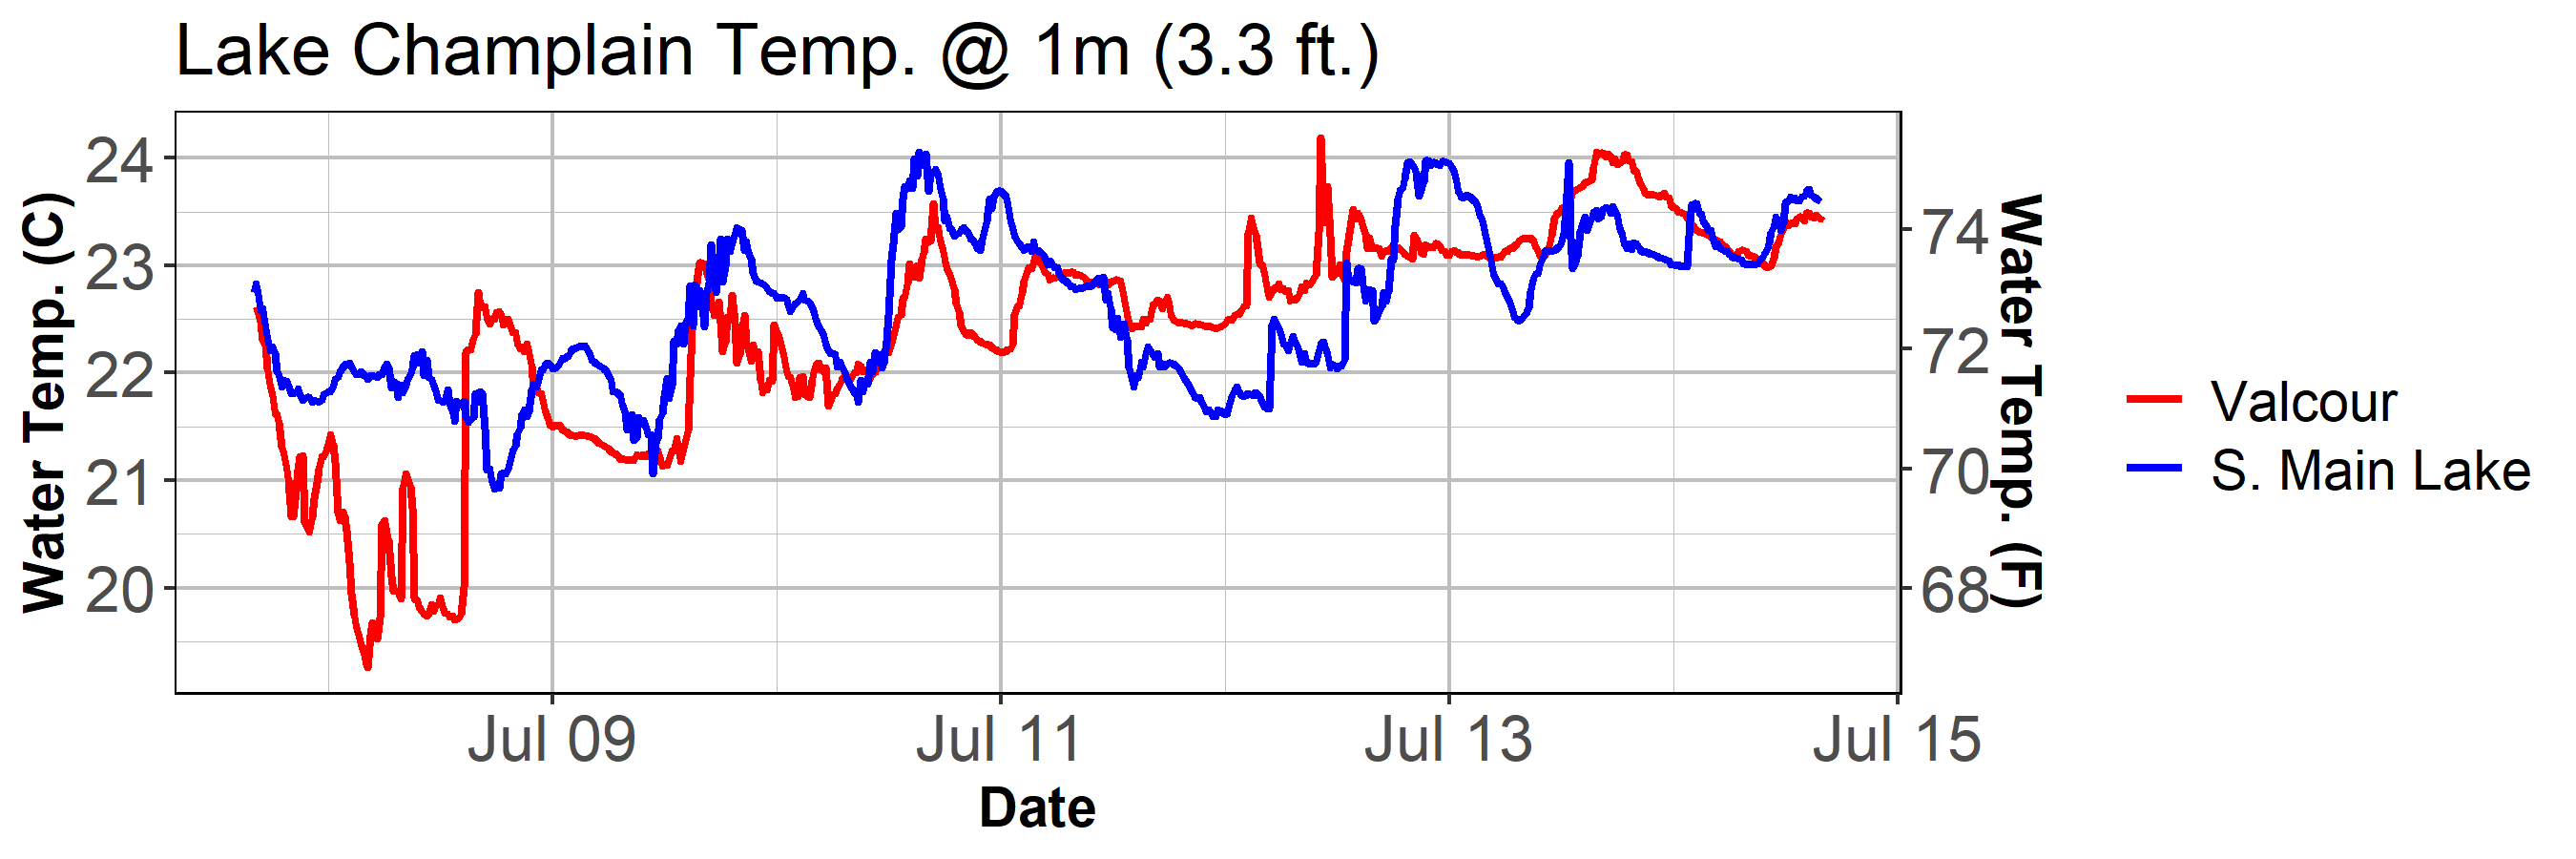 Lake Champlain Temp. @ 1m (3.3 ft.)
Water Temp. (C)
24
23
22
21
20
74
72
70
68
Water Temp. (F)
Valcour
S. Main Lake
Jul 09
Jul 11
Jul 13
Jul 15
Date